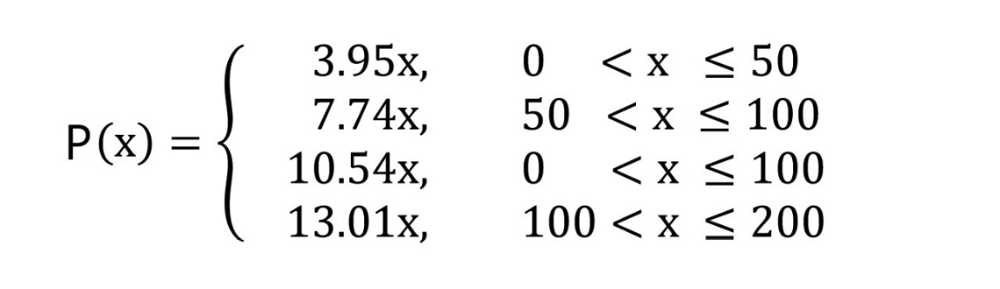 3.95x, 0 < x ≤ 50
7.74x, 50 < x ≤ 100
P(x) =
10.54x, 0 < x ≤ 100
13.01x, 100 < x ≤ 200